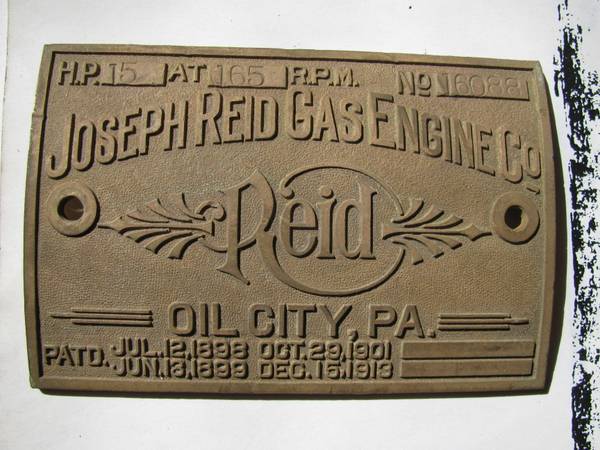 H.P. 15 AT 165 R.P.M. No 16088
JOSEPH REID GAS ENGINE CO
Reid
OIL CITY, PA.
PATD. JUL.12,1898 OCT.29,1901
JUN.13,1899 DEC.15,1913